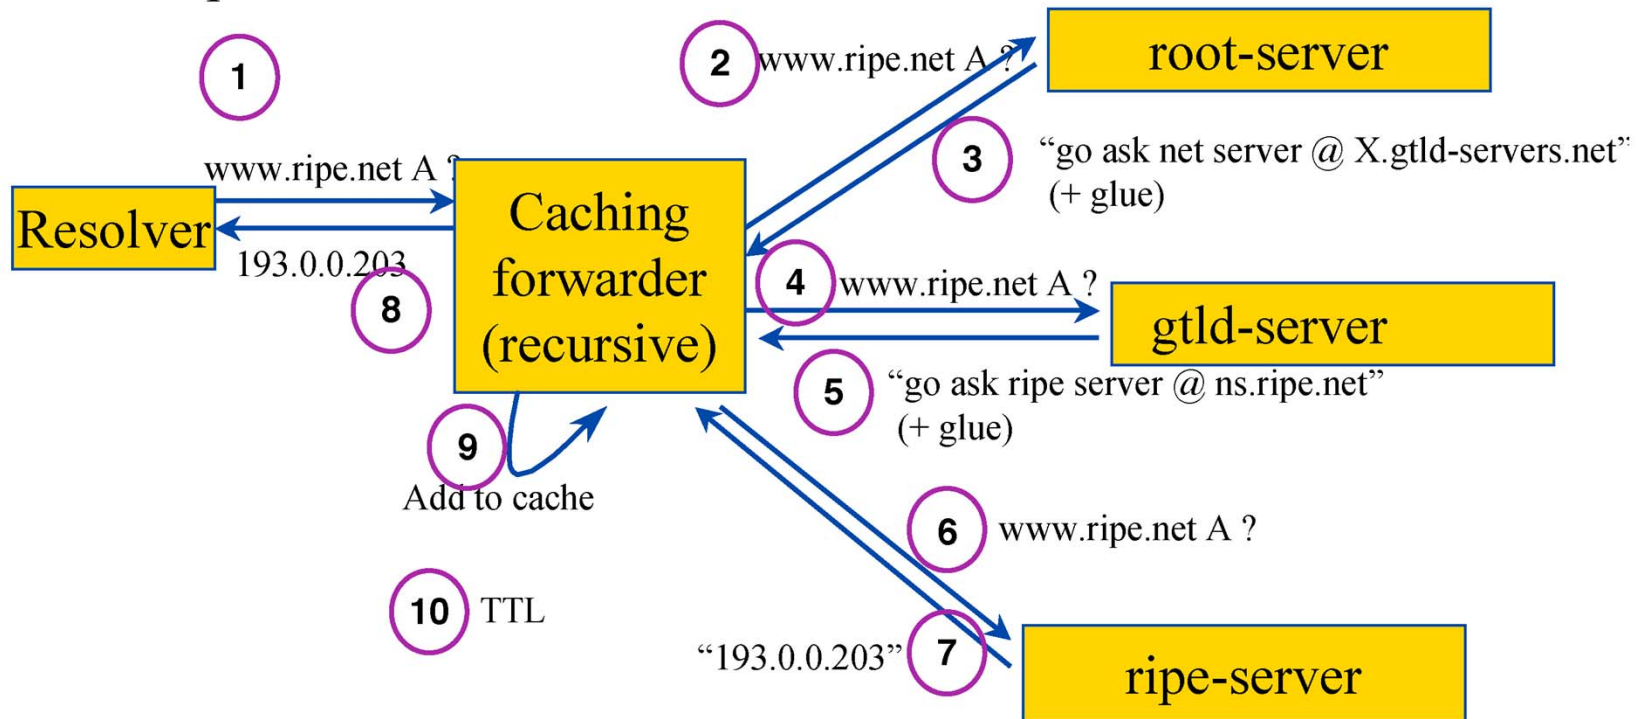 1
2
www.ripe.net A ?
root-server
3
“go ask net server @ X.gtld-servers.net”
(+ glue)
www.ripe.net A ?
Resolver
193.0.0.203
8
Caching
forwarder
(recursive)
4
www.ripe.net A ?
gtld-server
5
“go ask ripe server @ ns.ripe.net”
(+ glue)
9
Add to cache
6
www.ripe.net A ?
10
TTL
“193.0.0.203”
7
ripe-server